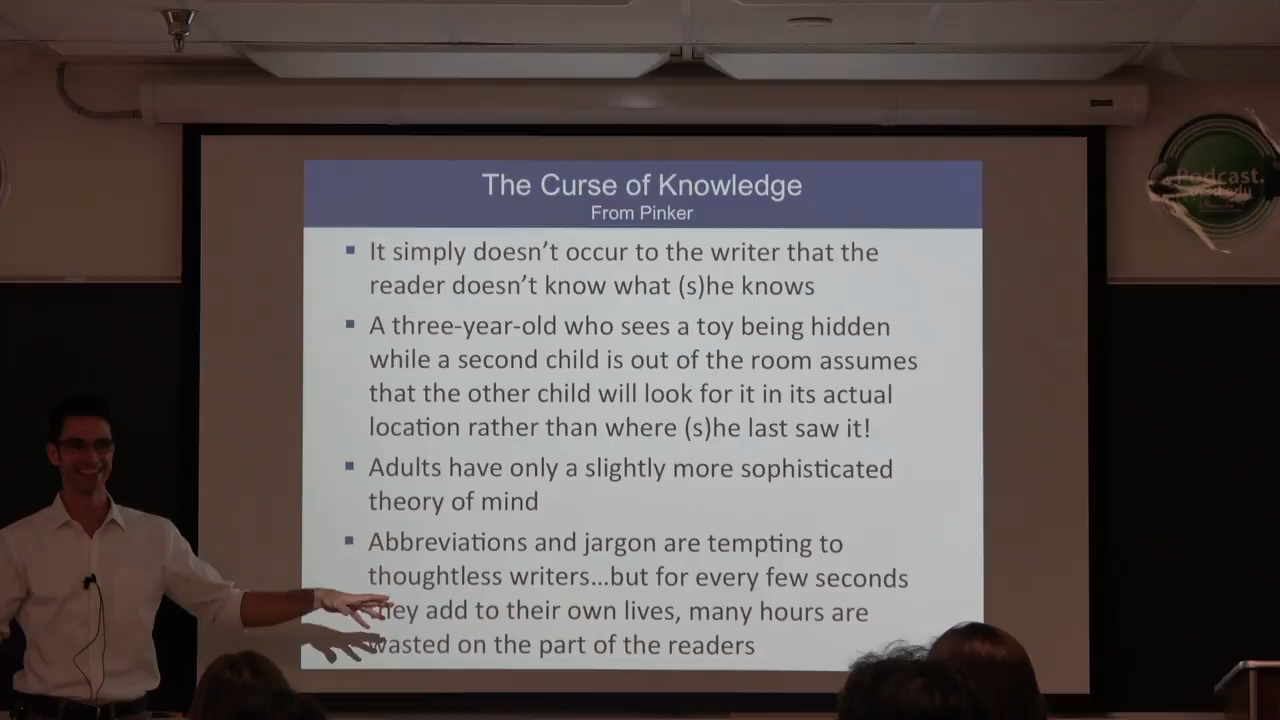 The Curse of Knowledge
From Pinker
It simply doesn't occur to the writer that the
reader doesn't know what (s)he knows
A three-year-old who sees a toy being hidden
while a second child is out of the room assumes
that the other child will look for it in its actual
location rather than where (s)he last saw it!
Adults have only a slightly more sophisticated
theory of mind
Abbreviations and jargon are tempting to
thoughtless writers...but for every few seconds
they add to their own lives, many hours are
wasted on the part of the readers
Podcast.